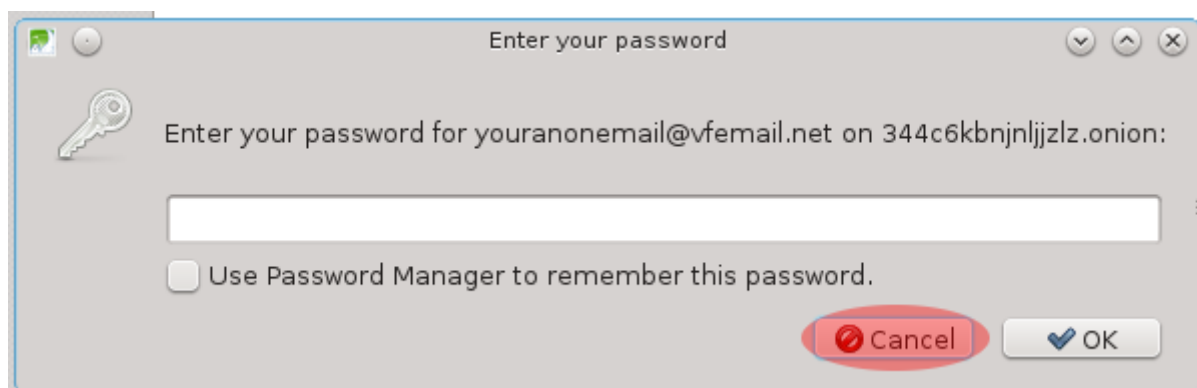 Enter your password
Enter your password for youranonemail@vfemail.net on 344c6kbnjnljjzlz.onion:
Use Password Manager to remember this password.
Cancel OK